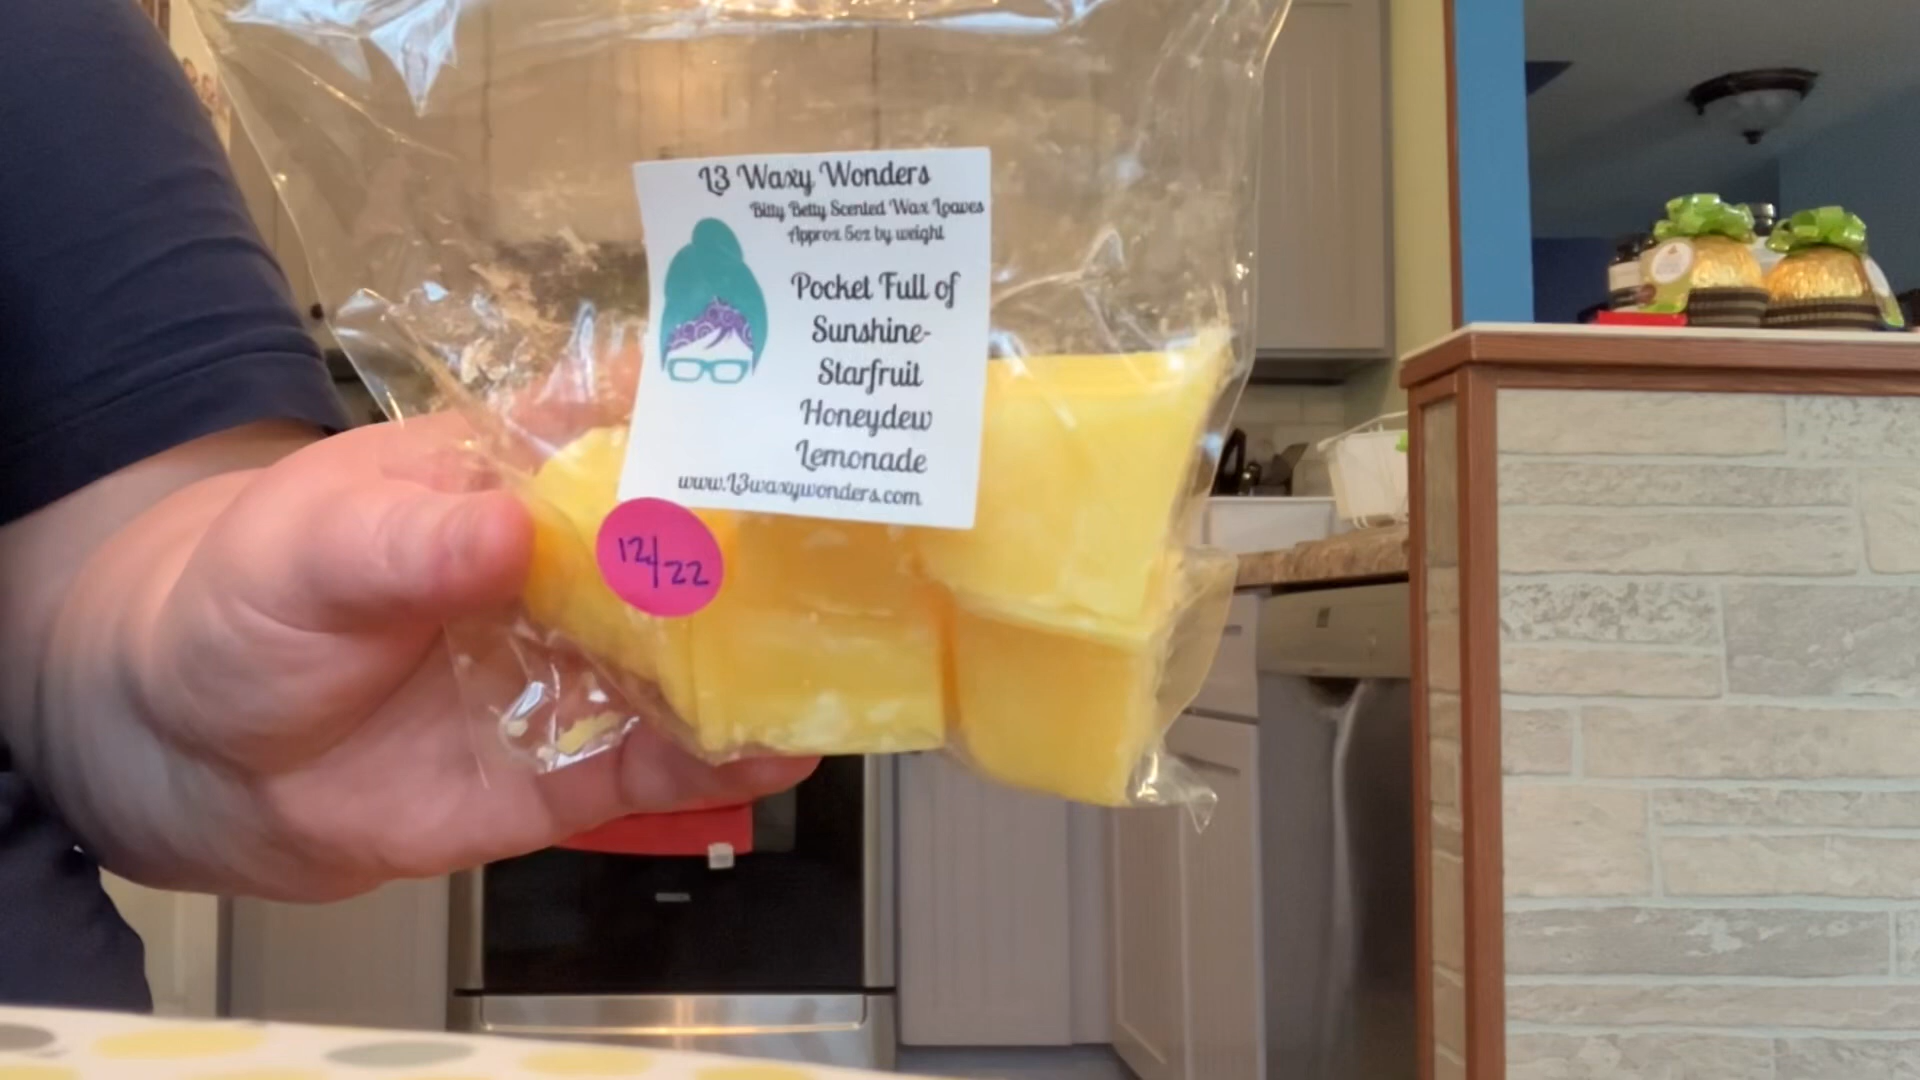 L3 Waxy Wonders
Bitty Betty Scented Wax Loaves
Approx 5oz by weight
Pocket Full of
Sunshine-
Starfruit
Honeydew
Lemonade
www.L3waxywonders.com
12/22